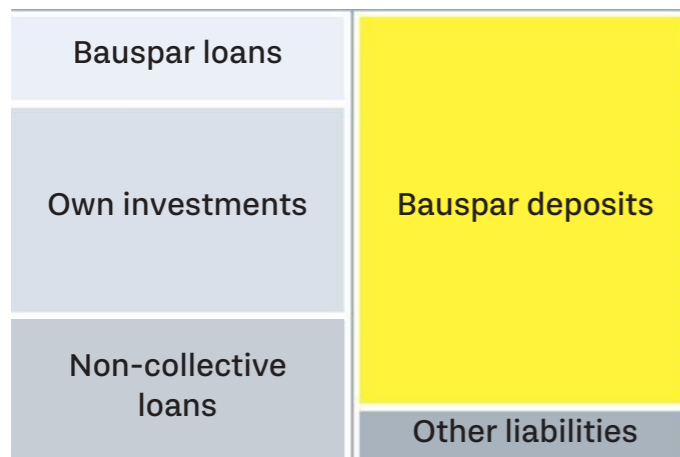 Bauspar loans
Own investments
Non-collective
loans
Bauspar deposits
Other liabilities